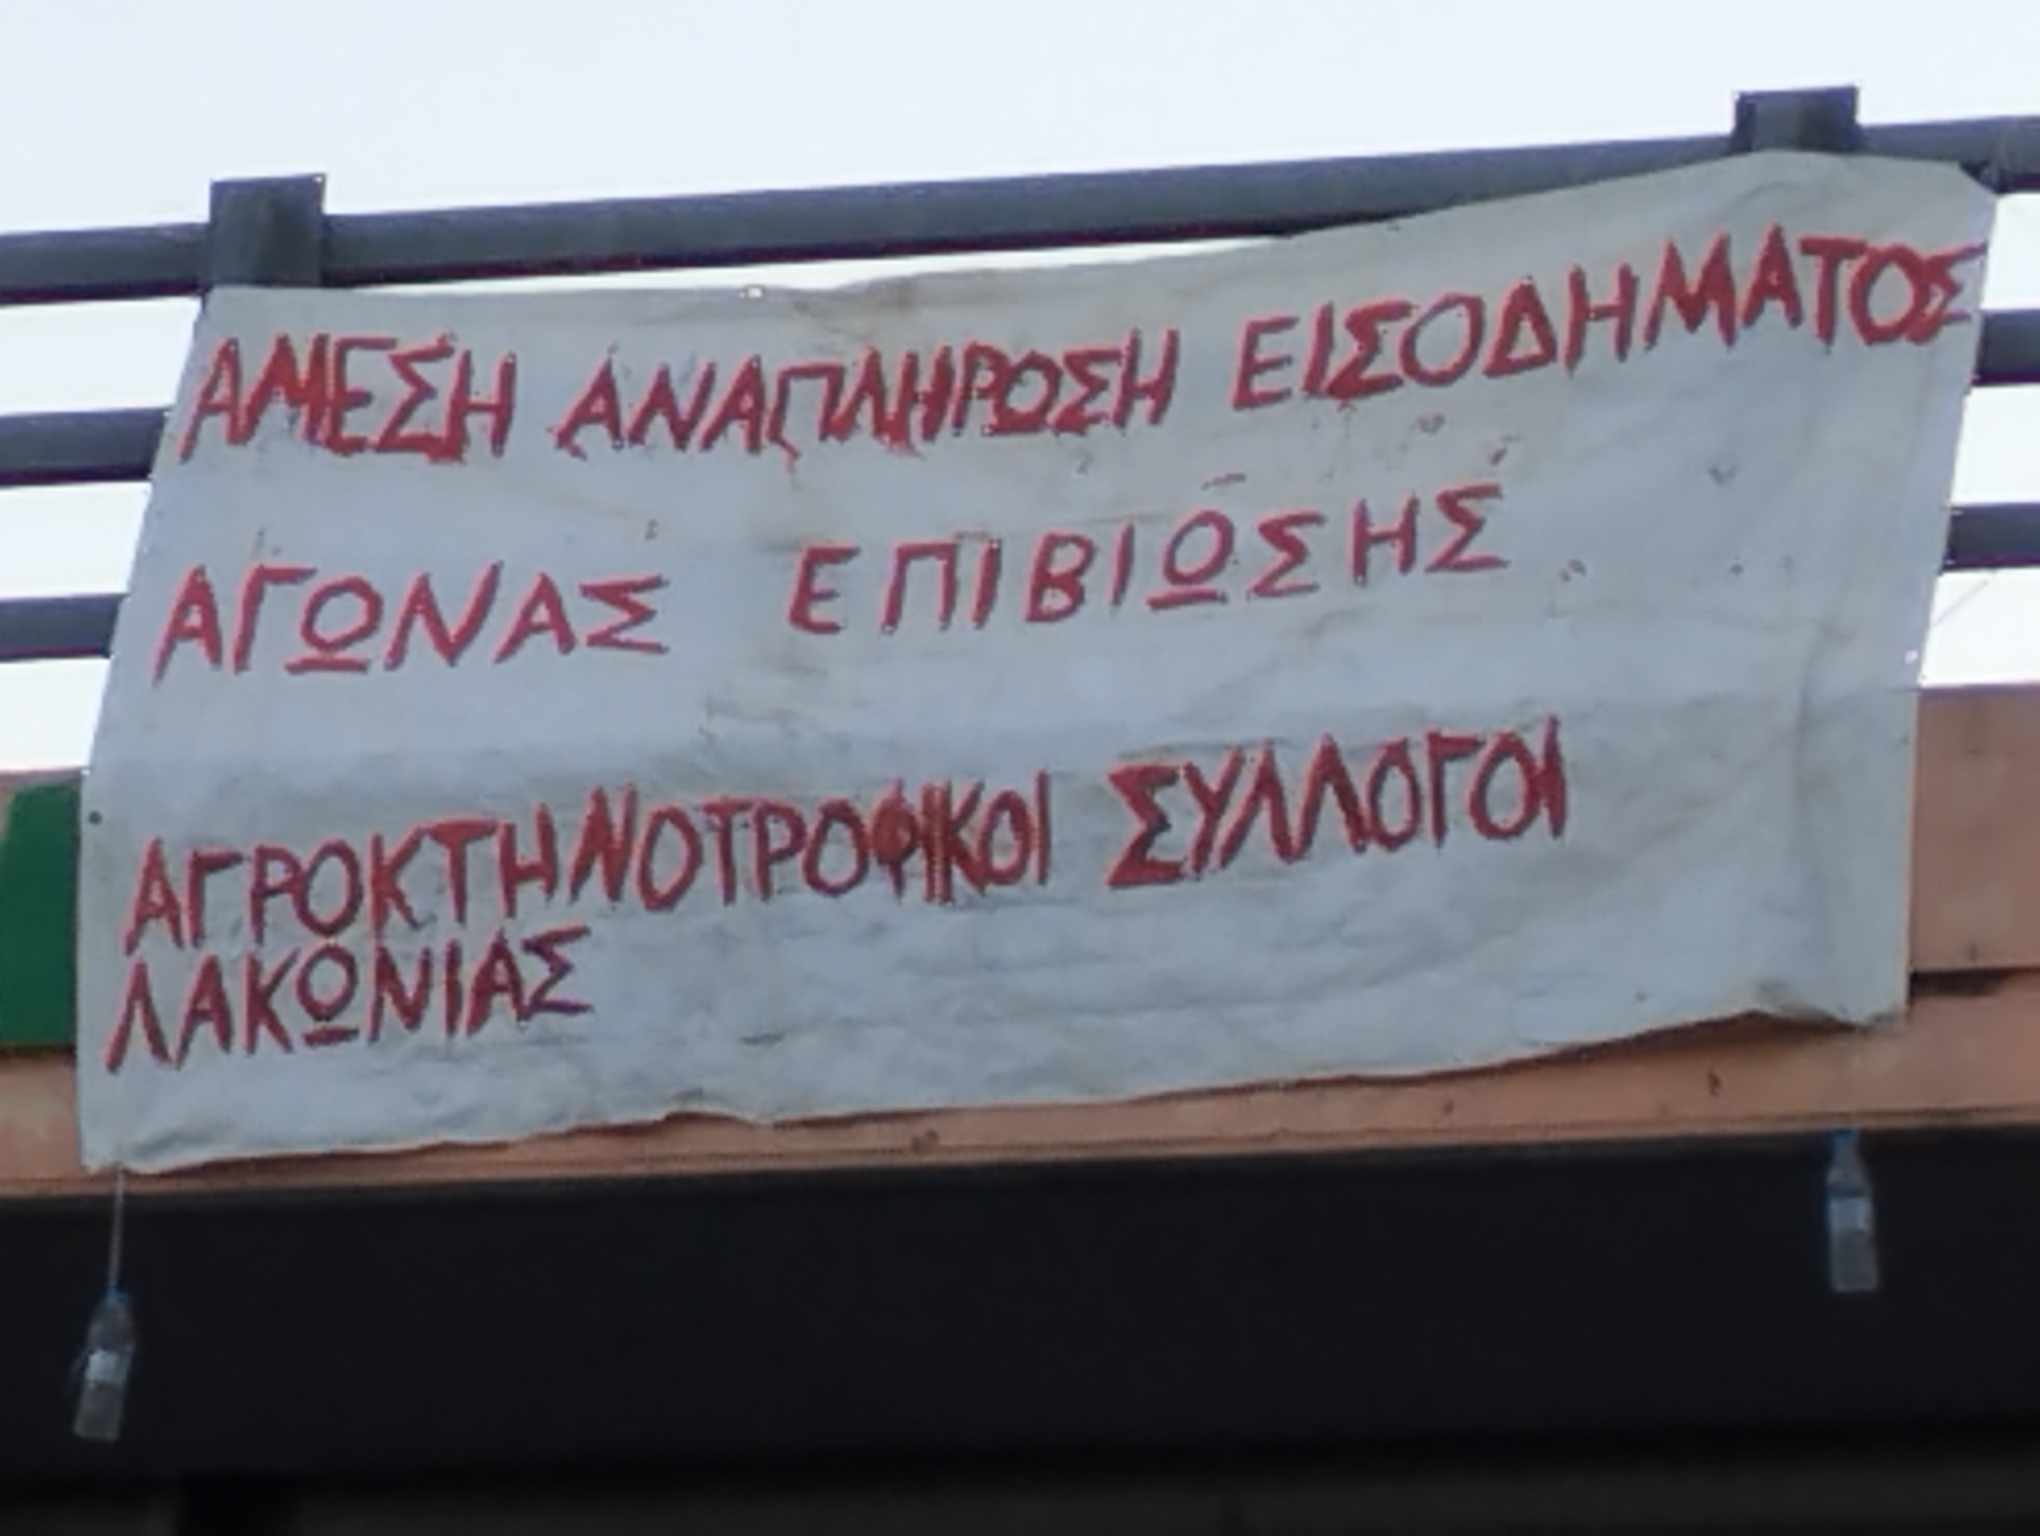 ΑΜΕΣΗ ΑΝΑΠΛΗΡΩΣΗ ΕΙΣΟΔΗΜΑΤΟΣ
ΑΓΩΝΑΣ ΕΠΙΒΙΩΣΗΣ
ΑΓΡΟΚΤΗΝΟΤΡΟΦΙΚΟΙ ΣΥΛΛΟΓΟΙ
ΛΑΚΩΝΙΑΣ